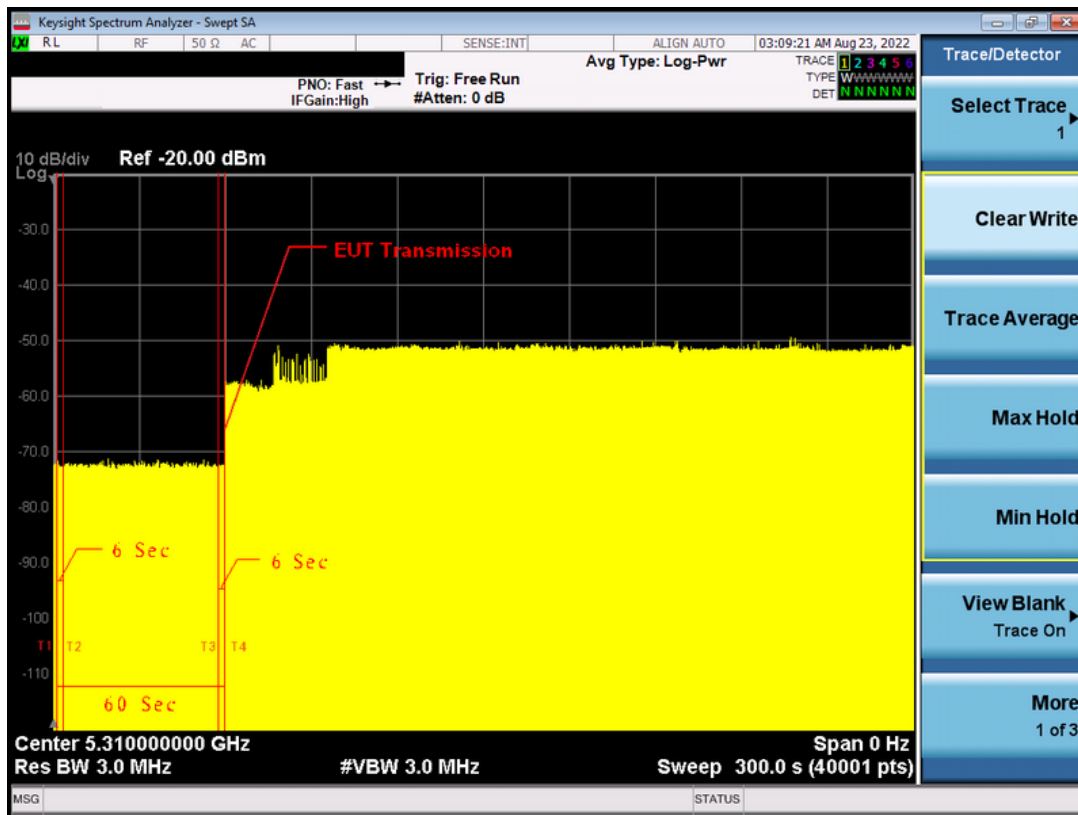 Keysight Spectrum Analyzer - Swept SA
LXI RL RF 50 Ω AC SENSE:INT ALIGN AUTO 03:09:21 AM Aug 23, 2022
Avg Type: Log-Pwr
TRACE 1 2 3 4 5 6
TYPE WWWWWW
DET N N N N N N
PNO: Fast
IFGain:High
Trig: Free Run
#Atten: 0 dB
10 dB/div
Log
Ref -20.00 dBm
-30.0
-40.0
-50.0
-60.0
-70.0
-80.0
-90.0
-100
-110
EUT Transmission
6 Sec
6 Sec
T1 T2 T3 T4
60 Sec
Center 5.310000000 GHz
Span 0 Hz
Res BW 3.0 MHz
#VBW 3.0 MHz
Sweep 300.0 s (40001 pts)
MSG
STATUS
Trace/Detector
Select Trace
1
Clear Write
Trace Average
Max Hold
Min Hold
View Blank
Trace On
More
1 of 3